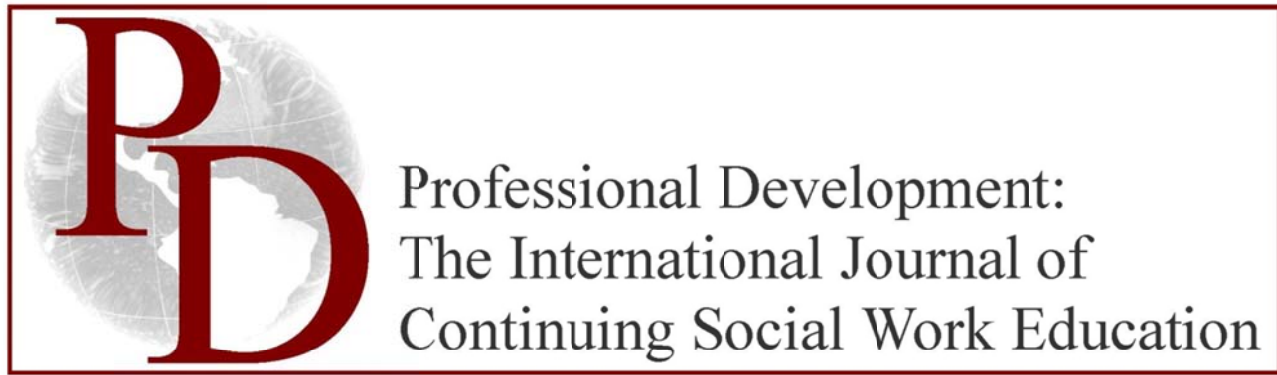 PD
Professional Development:
The International Journal of
Continuing Social Work Education